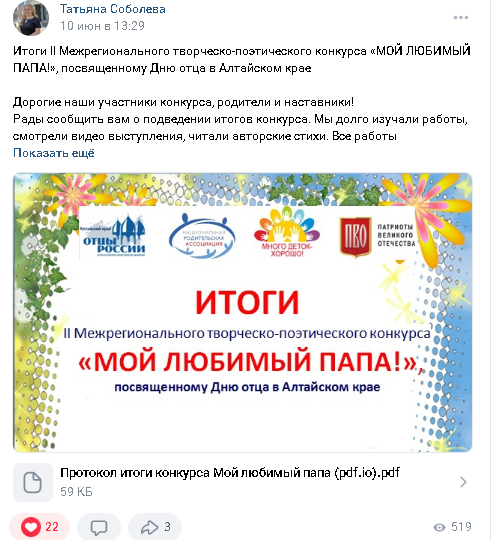 Татьяна Соболева
10 июн в 13:29
Итоги II Межрегионального творческо-поэтического конкурса «МОЙ ЛЮБИМЫЙ
ПАПА!», посвященному Дню отца в Алтайском крае
Дорогие наши участники конкурса, родители и наставники!
Рады сообщить вам о подведении итогов конкурса. Мы долго изучали работы,
смотрели видео выступления, читали авторские стихи. Все работы
Показать ещё
Алтайский край
ОТЦЫ
РОССИИ
НАЦИОНАЛЬНАЯ
РОДИТЕЛЬСКАЯ
АССОЦИАЦИЯ
МНОГО ДЕТОК-
ХОРОШО!
ПВО
ПАТРИОТЫ
ВЕЛИКОГО
ОТЕЧЕСТВА
ИТОГИ
II Межрегионального творческо-поэтического конкурса
«МОЙ ЛЮБИМЫЙ ПАПА!»,
посвященному Дню отца в Алтайском крае
Протокол итоги конкурса Мой любимый папа (pdf.io).pdf
59 КБ
22
3
519